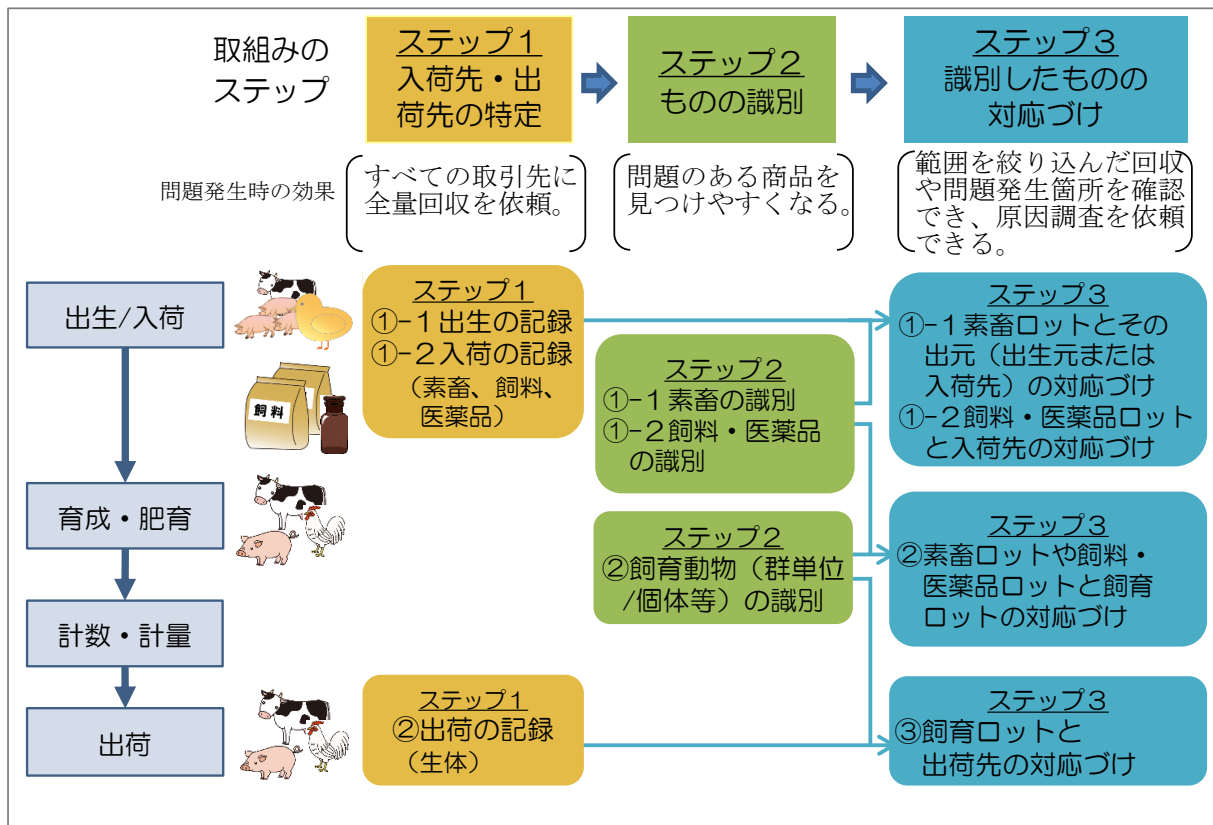 取組みの
ステップ
ステップ１
入荷先・出
荷先の特定
ステップ２
ものの識別
ステップ３
識別したものの
対応づけ
問題発生時の効果
すべての取引先に
全量回収を依頼。
問題のある商品を
見つけやすくなる。
範囲を絞り込んだ回収
や問題発生箇所を確認
でき、原因調査を依頼
できる。
出生/入荷
飼料
ステップ１
①-１出生の記録
①-２入荷の記録
（素畜、飼料、
医薬品）
ステップ２
①-１素畜の識別
①-２飼料・医薬品
の識別
ステップ３
①-１素畜ロットとその
出元（出生元または
入荷先）の対応づけ
①-２飼料・医薬品ロット
と入荷先の対応づけ
育成・肥育
ステップ２
②飼育動物（群単位
/個体等）の識別
ステップ３
②素畜ロットや飼料・
医薬品ロットと飼育
ロットの対応づけ
計数・計量
出荷
ステップ１
②出荷の記録
（生体）
ステップ３
③飼育ロットと
出荷先の対応づけ